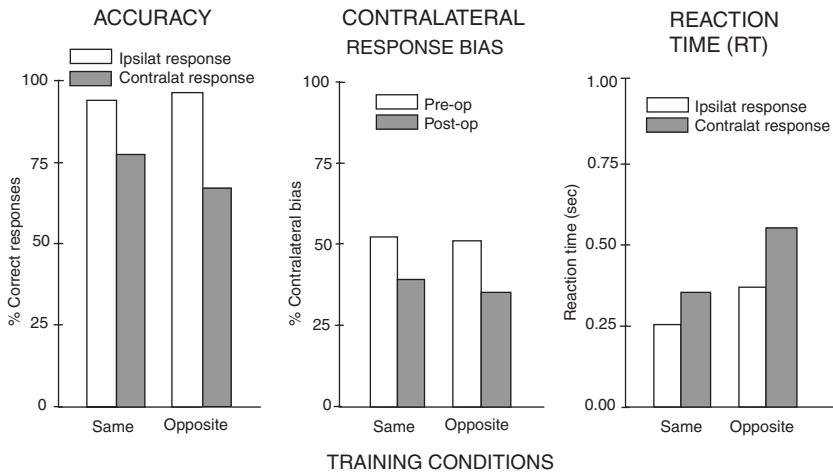 ACCURACY
Ipsilat response
Contralat response
100
75
50
25
0
% Correct responses
Same
Opposite
CONTRALATERAL
RESPONSE BIAS
100
Pre-op
Post-op
75
50
25
0
% Contralateral bias
Same
Opposite
REACTION
TIME (RT)
1.00
Ipsilat response
Contralat response
0.75
0.50
0.25
0.00
Reaction time (sec)
Same
Opposite
TRAINING CONDITIONS